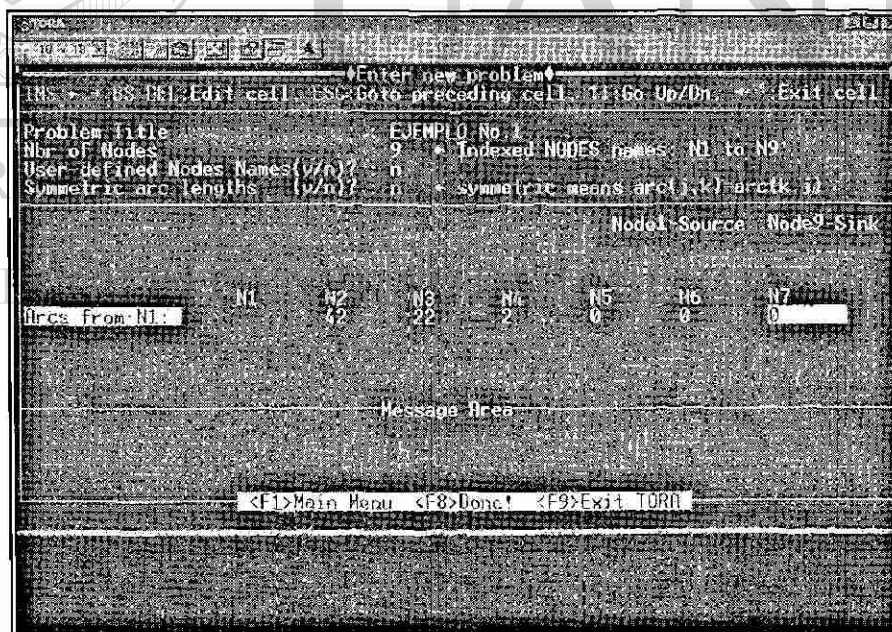 TORA
Enter new problem
INS BS DEL:Edit cell ESC:Goto preceding cell, ↑↓:Go Up/Dn, Exit cell
Problem Title EJEMPLO No.1
Nbr of Nodes 9 Indexed NODES names: N1 to N9
User-defined Nodes Names(y/n)? n
Symmetric arc lengths (y/n)? n symmetric means arc(j,k)=arc(k,j)
Node1-Source Node9-Sink
N1 N2 N3 N4 N5 N6 N7
Arcs from N1: 42 22 2 0 0 0
Message Area
<F1>Main Menu <F8>Done! <F9>Exit TORA